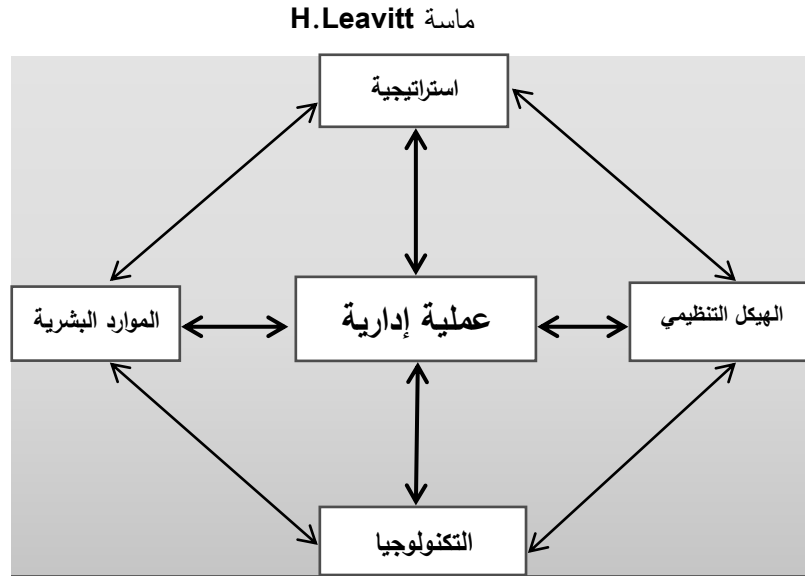 ماسة H.Leavitt
استراتيجية
الهيكل التنظيمي
عملية إدارية
الموارد البشرية
التكنولوجيا